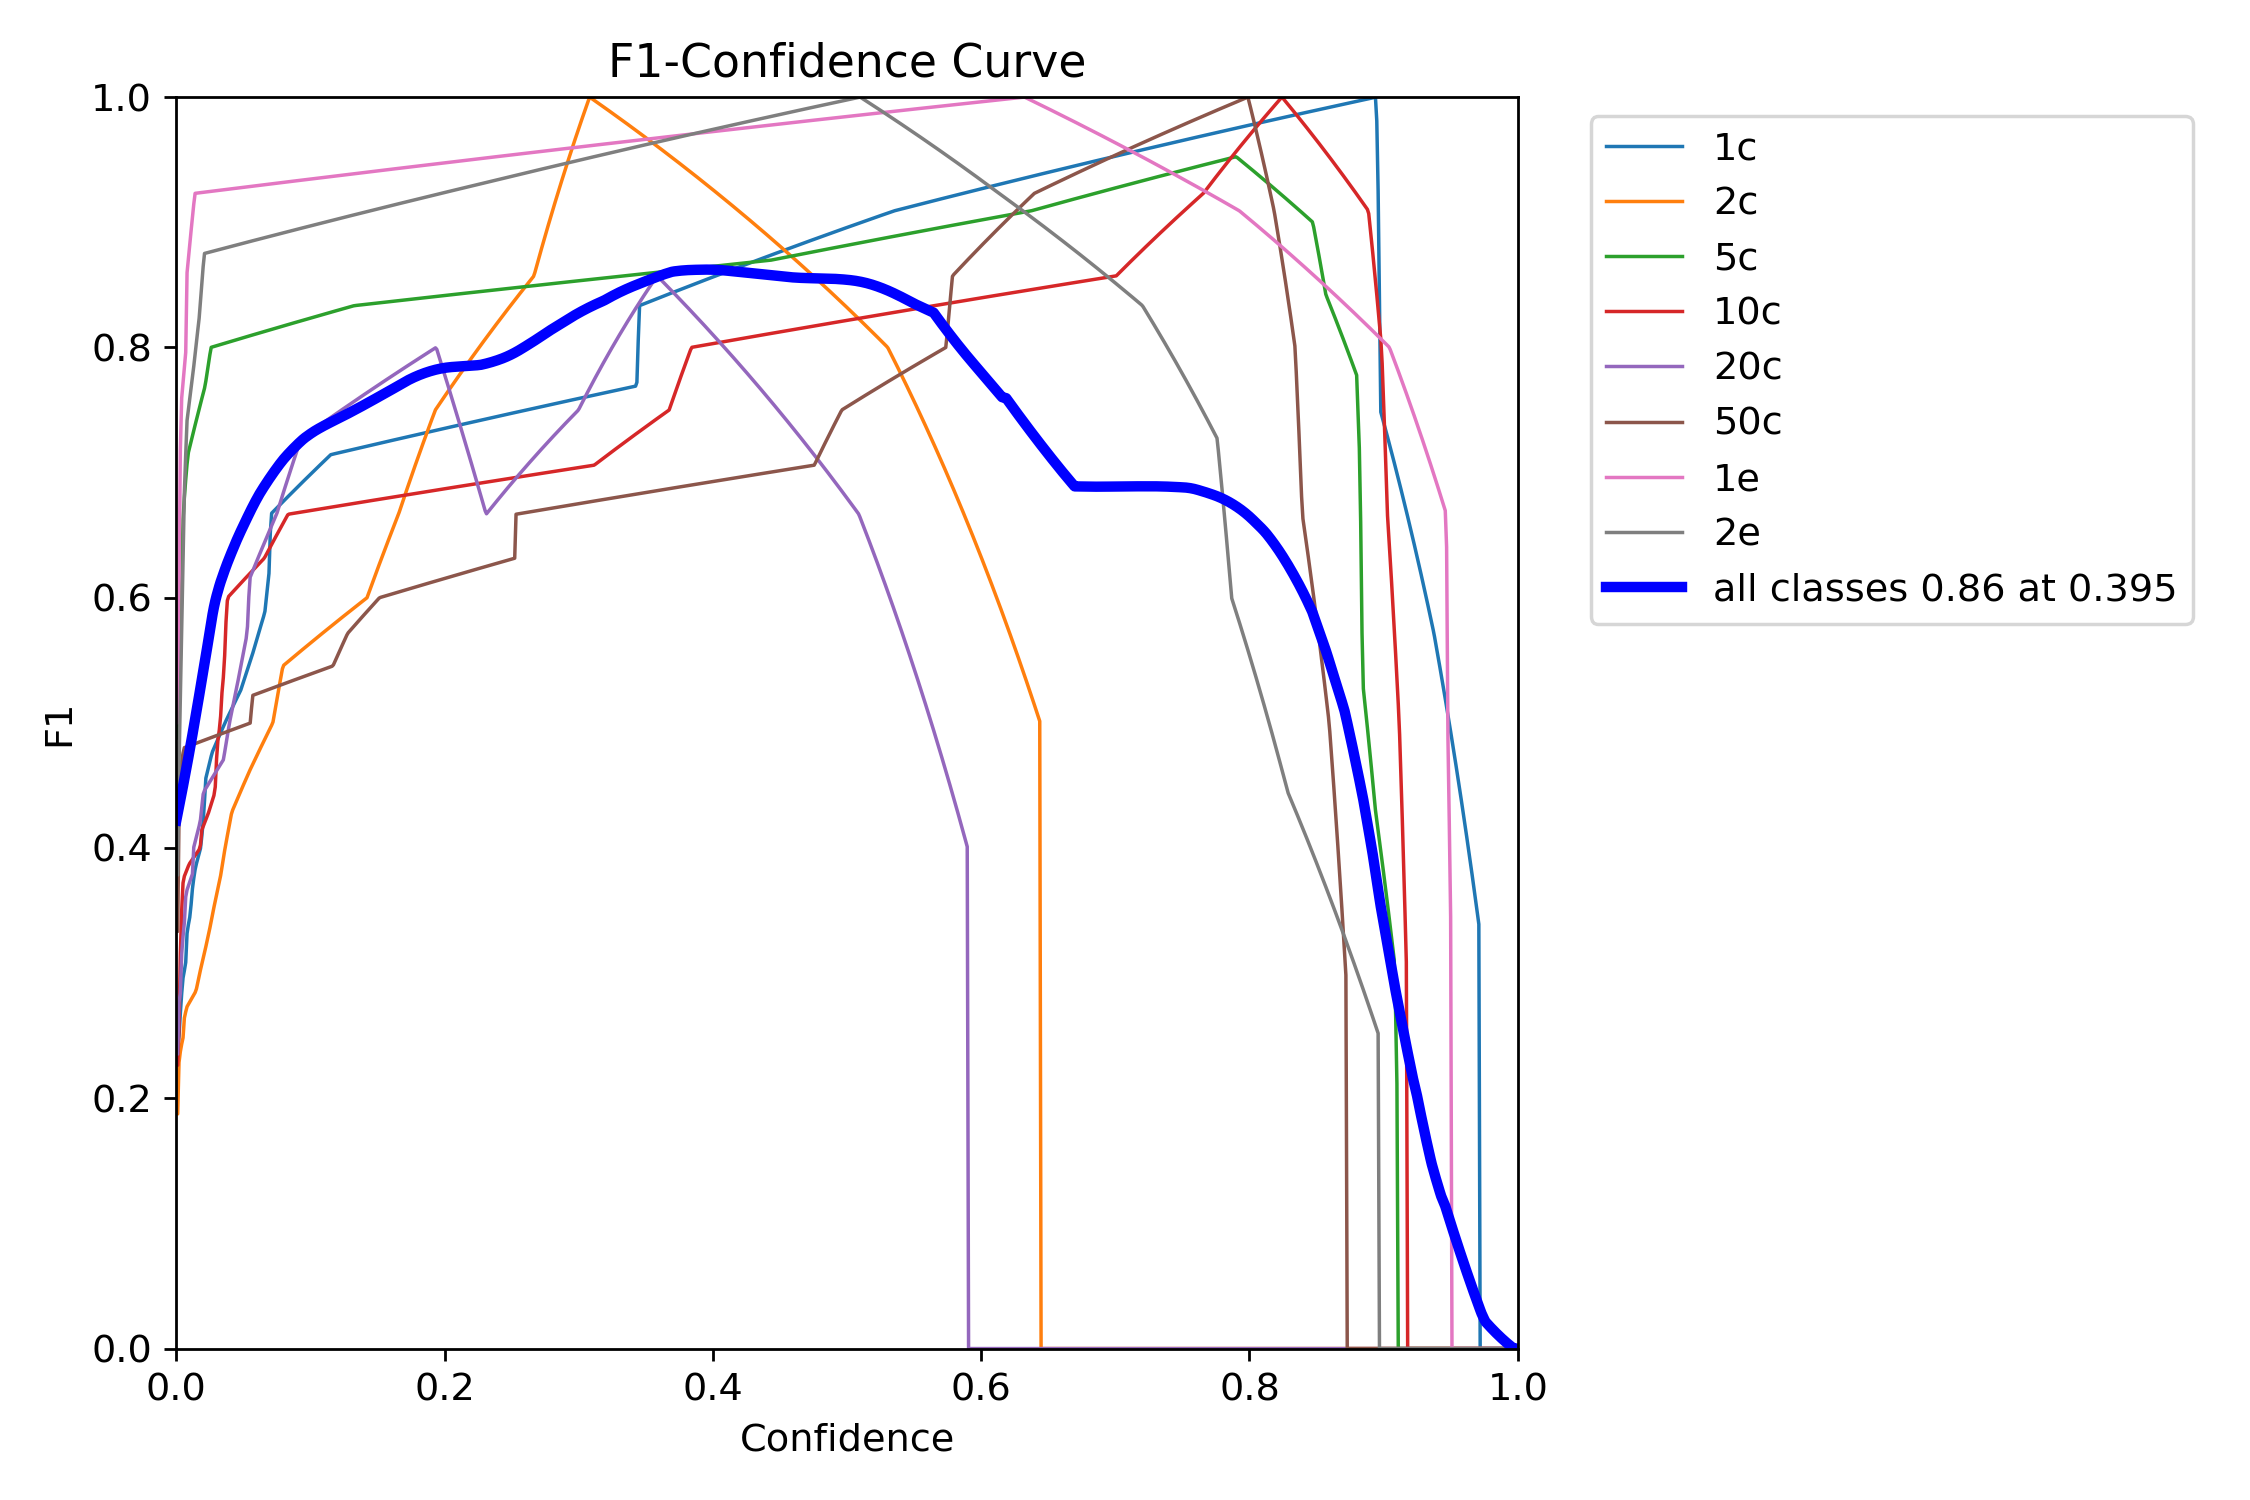 F1-Confidence Curve
1.0
0.8
0.6
0.4
0.2
0.0
F1
0.0 0.2 0.4 0.6 0.8 1.0
Confidence
1c
2c
5c
10c
20c
50c
1e
2e
all classes 0.86 at 0.395